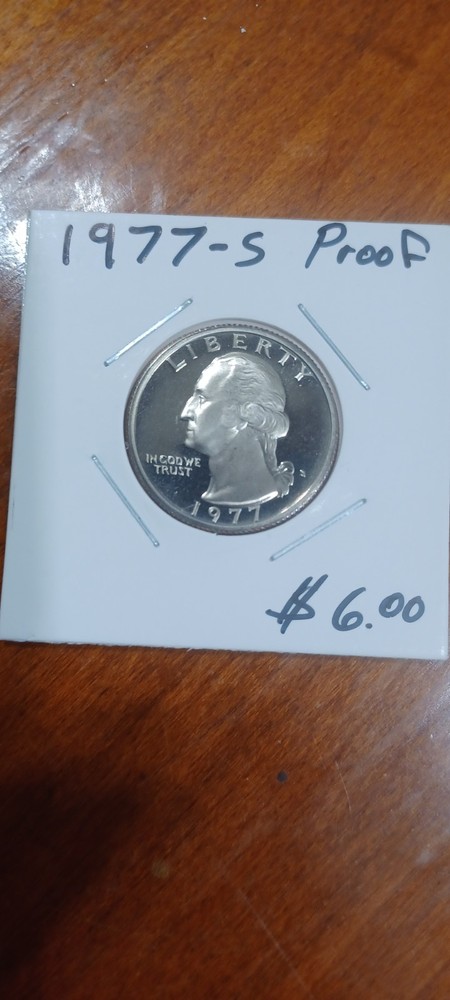 1977-S Proof
LIBERTY
IN GOD WE
TRUST
S
1977
$6.00